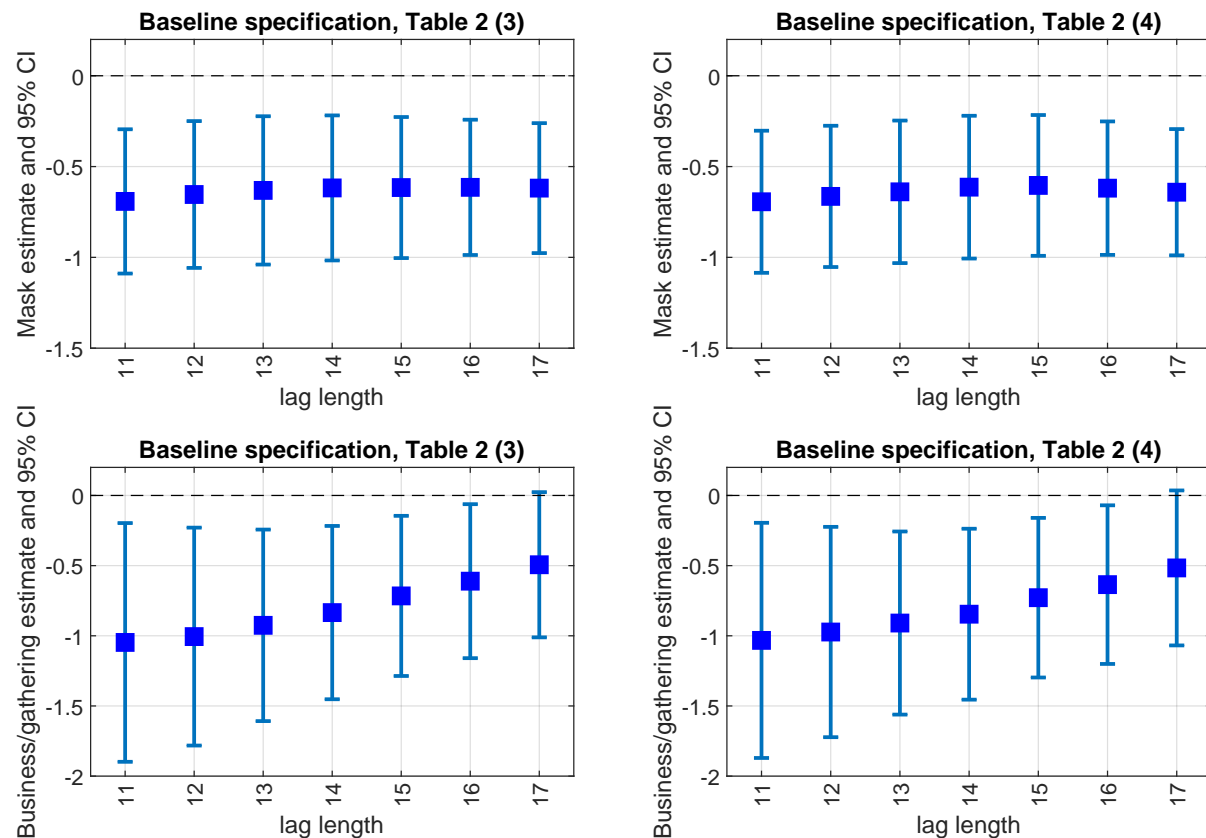 Baseline specification, Table 2 (3)
Mask estimate and 95% CI
0
-0.5
-1
-1.5
11 12 13 14 15 16 17
lag length
Baseline specification, Table 2 (4)
Mask estimate and 95% CI
0
-0.5
-1
-1.5
11 12 13 14 15 16 17
lag length
Baseline specification, Table 2 (3)
Business/gathering estimate and 95% CI
0
-0.5
-1
-1.5
-2
11 12 13 14 15 16 17
lag length
Baseline specification, Table 2 (4)
Business/gathering estimate and 95% CI
0
-0.5
-1
-1.5
-2
11 12 13 14 15 16 17
lag length